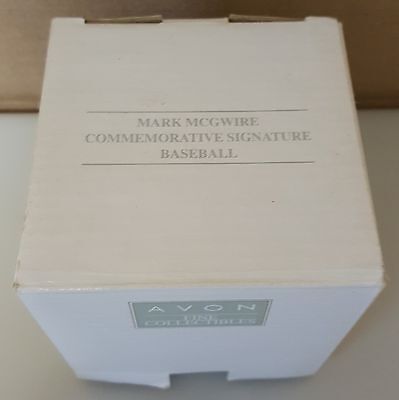 MARK MCGWIRE
COMMEMORATIVE SIGNATURE
BASEBALL
AVON
FINE
COLLECTIBLES